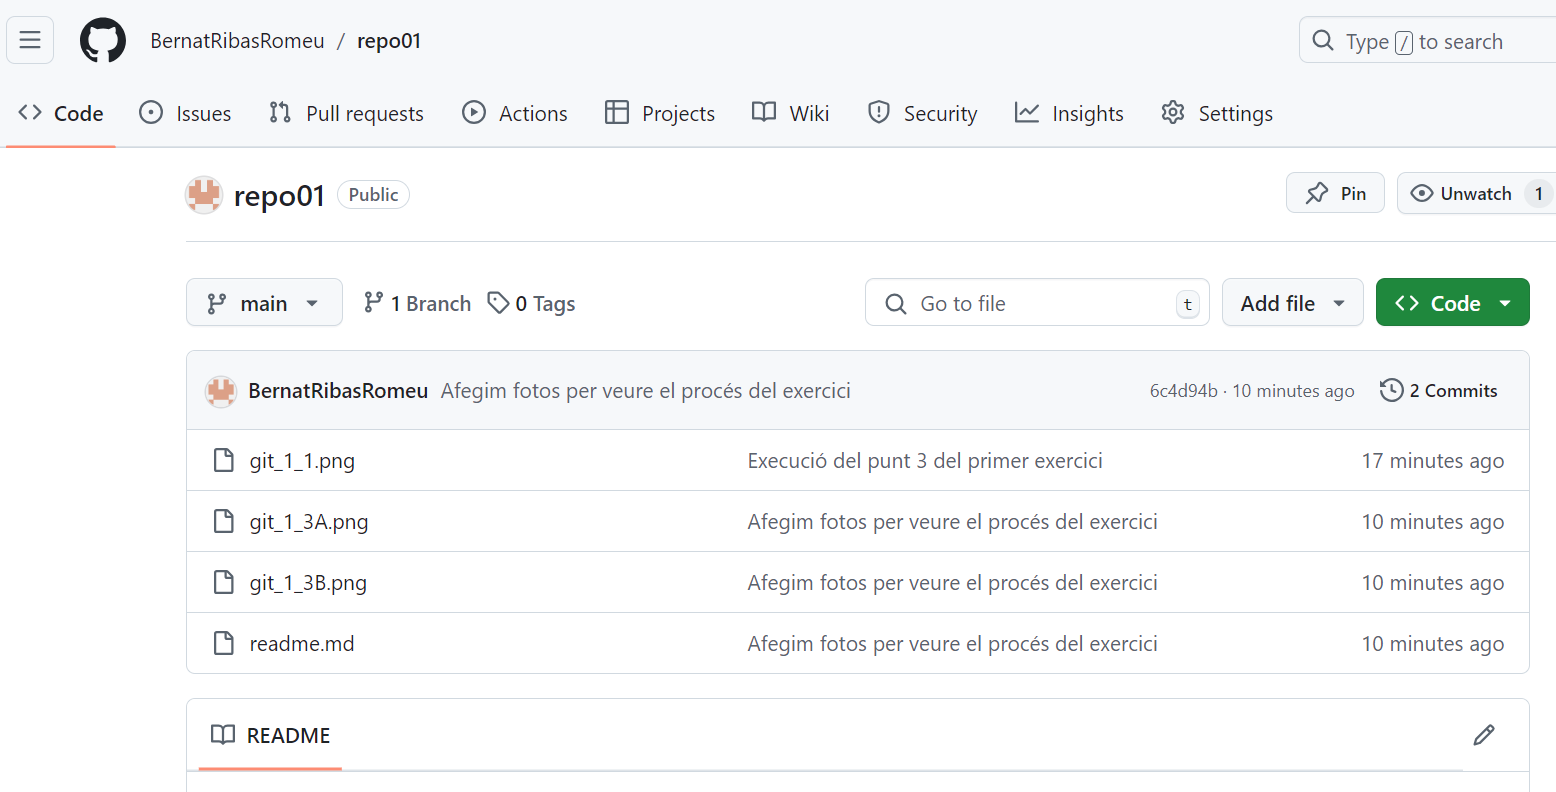 BernatRibasRomeu / repo01
Type / to search
Code Issues Pull requests Actions Projects Wiki Security Insights Settings
repo01 Public
Pin Unwatch 1
main 1 Branch 0 Tags
Go to file t
Add file Code
BernatRibasRomeu Afegim fotos per veure el procés del exercici 6c4d94b · 10 minutes ago 2 Commits
git_1_1.png Execució del punt 3 del primer exercici 17 minutes ago
git_1_3A.png Afegim fotos per veure el procés del exercici 10 minutes ago
git_1_3B.png Afegim fotos per veure el procés del exercici 10 minutes ago
readme.md Afegim fotos per veure el procés del exercici 10 minutes ago
README